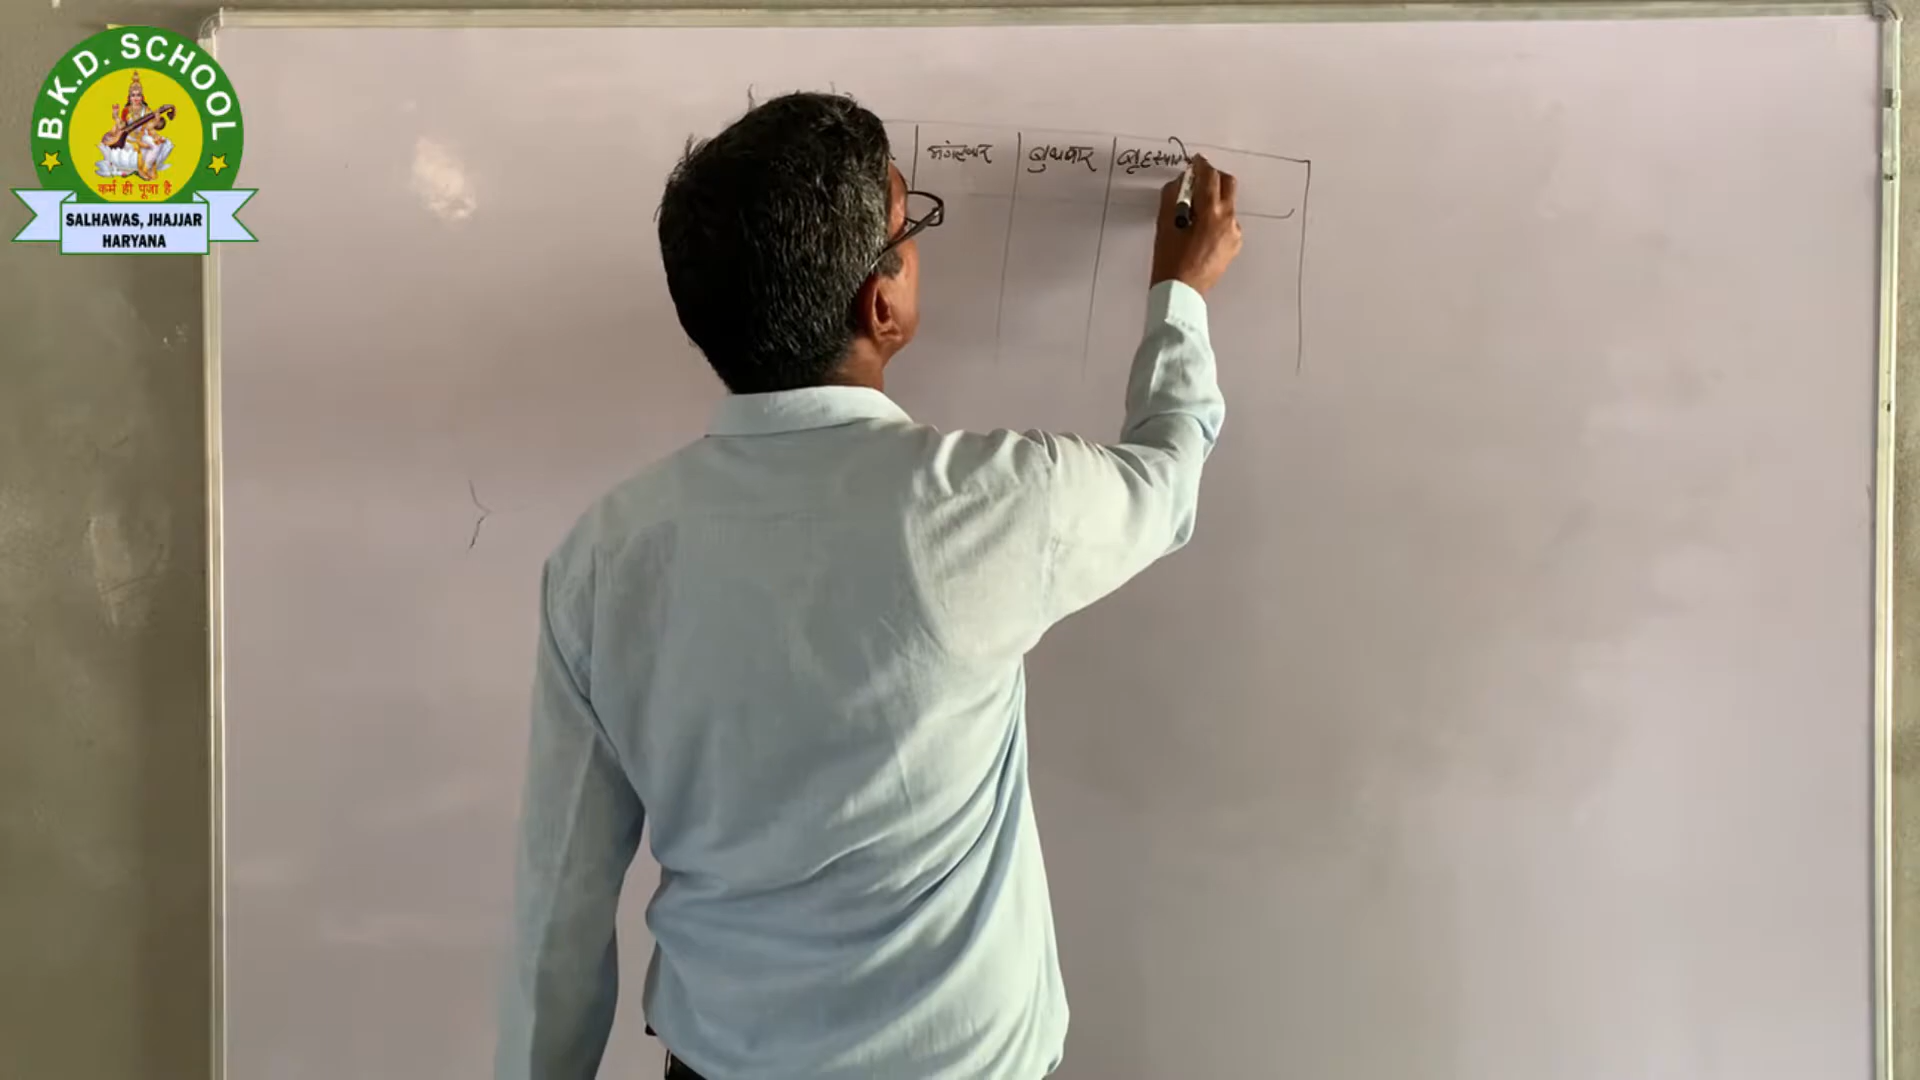 B.K.D. SCHOOL
कर्म ही पूजा है
SALHAWAS, JHAJJAR
HARYANA
मंगलवार बुधवार